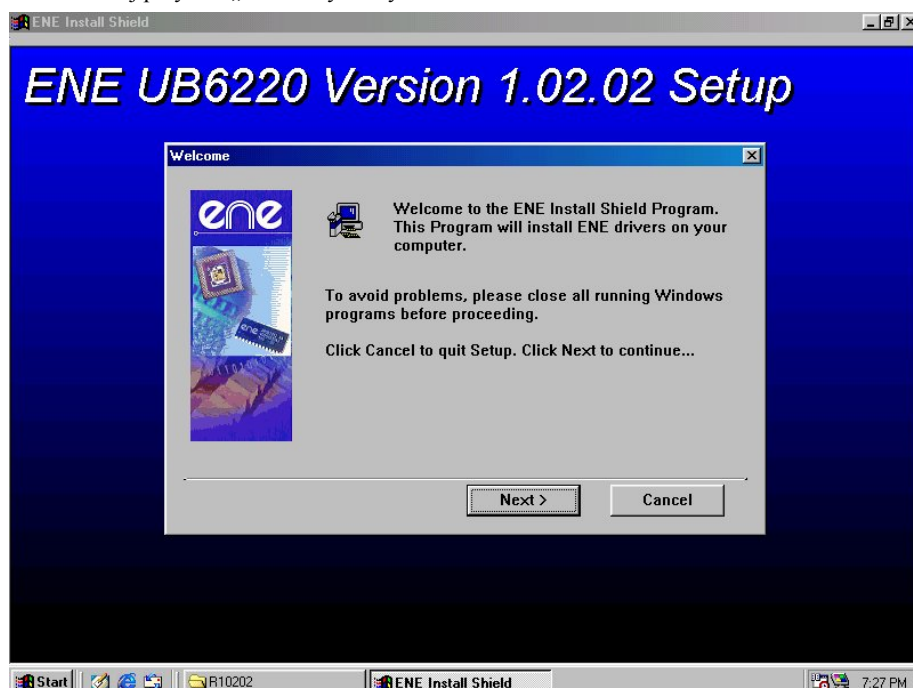 ENE Install Shield
ENE UB6220 Version 1.02.02 Setup
Welcome
ene
Welcome to the ENE Install Shield Program.
This Program will install ENE drivers on your
computer.
To avoid problems, please close all running Windows
programs before proceeding.
Click Cancel to quit Setup. Click Next to continue...
Next >
Cancel
Start
R10202
ENE Install Shield
7:27 PM